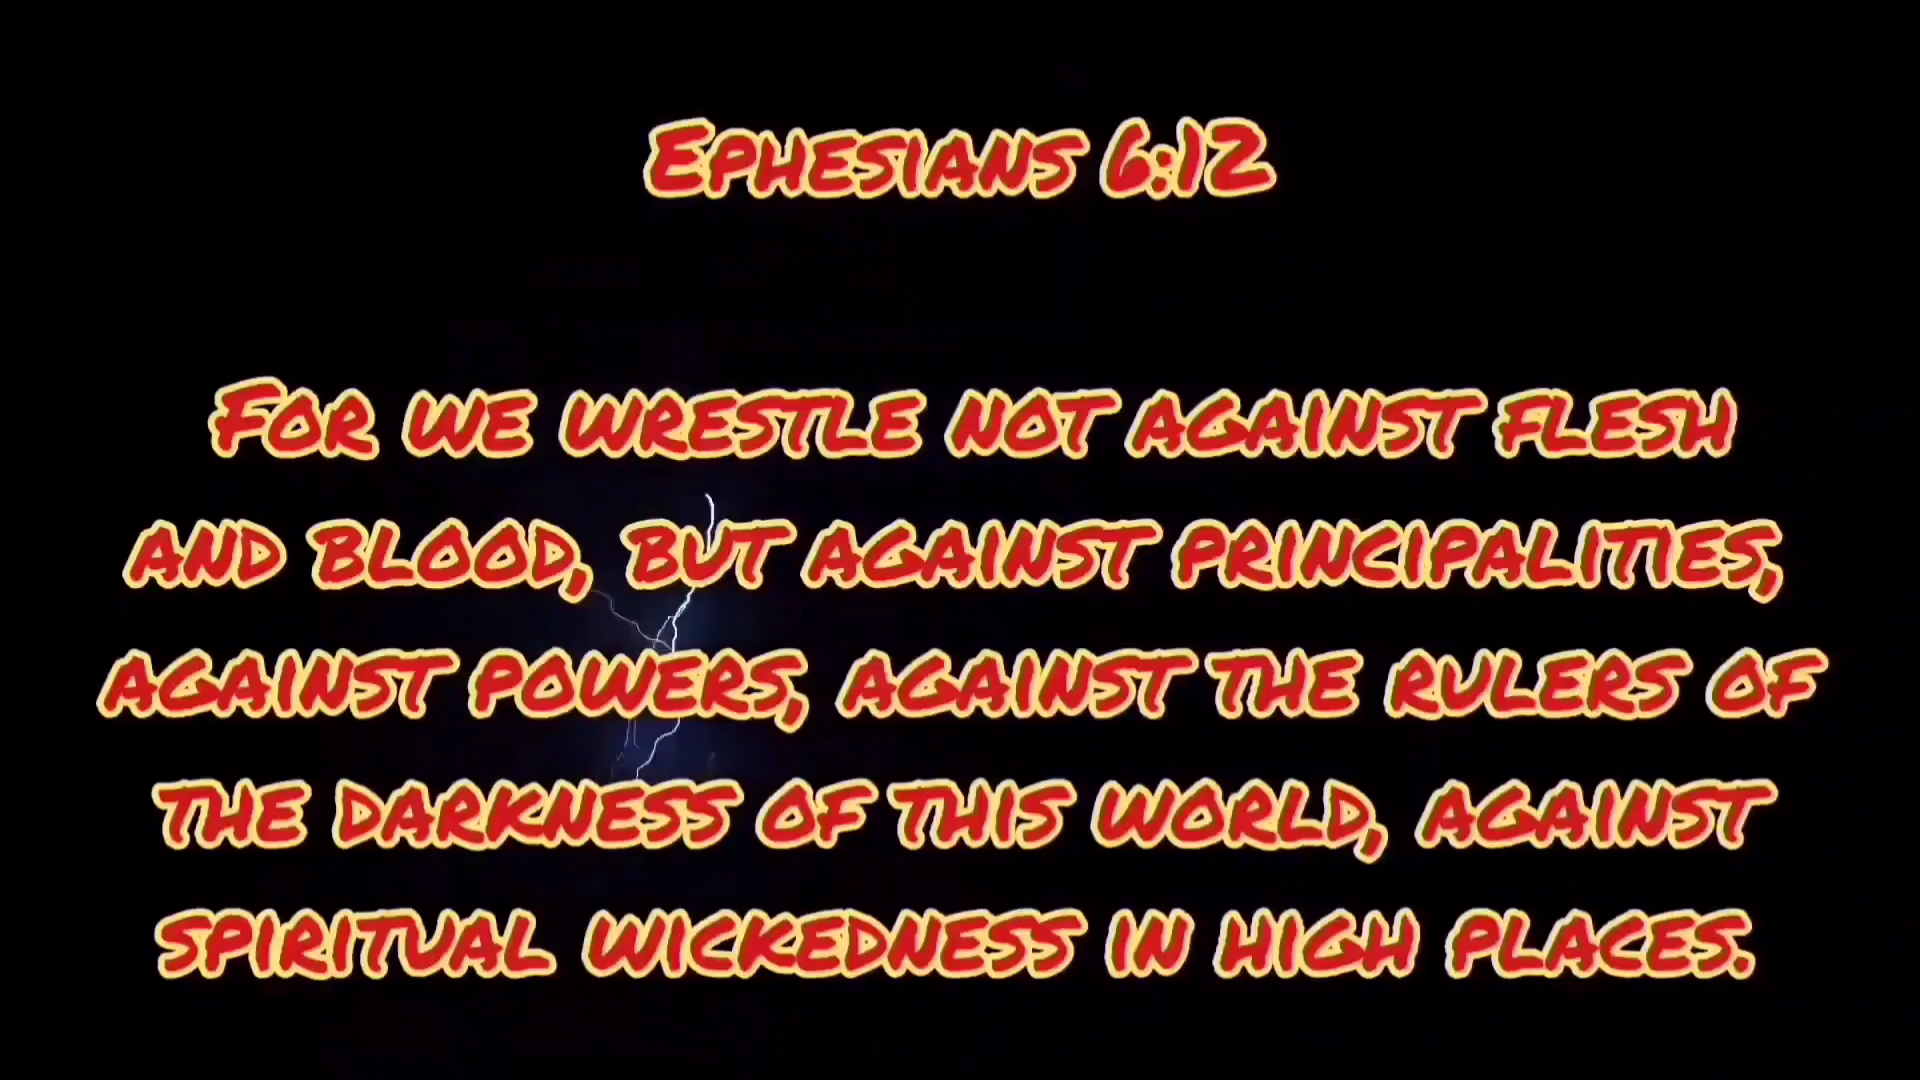 Ephesians 6:12
For we wrestle not against flesh
and blood, but against principalities,
against powers, against the rulers of
the darkness of this world, against
spiritual wickedness in high places.